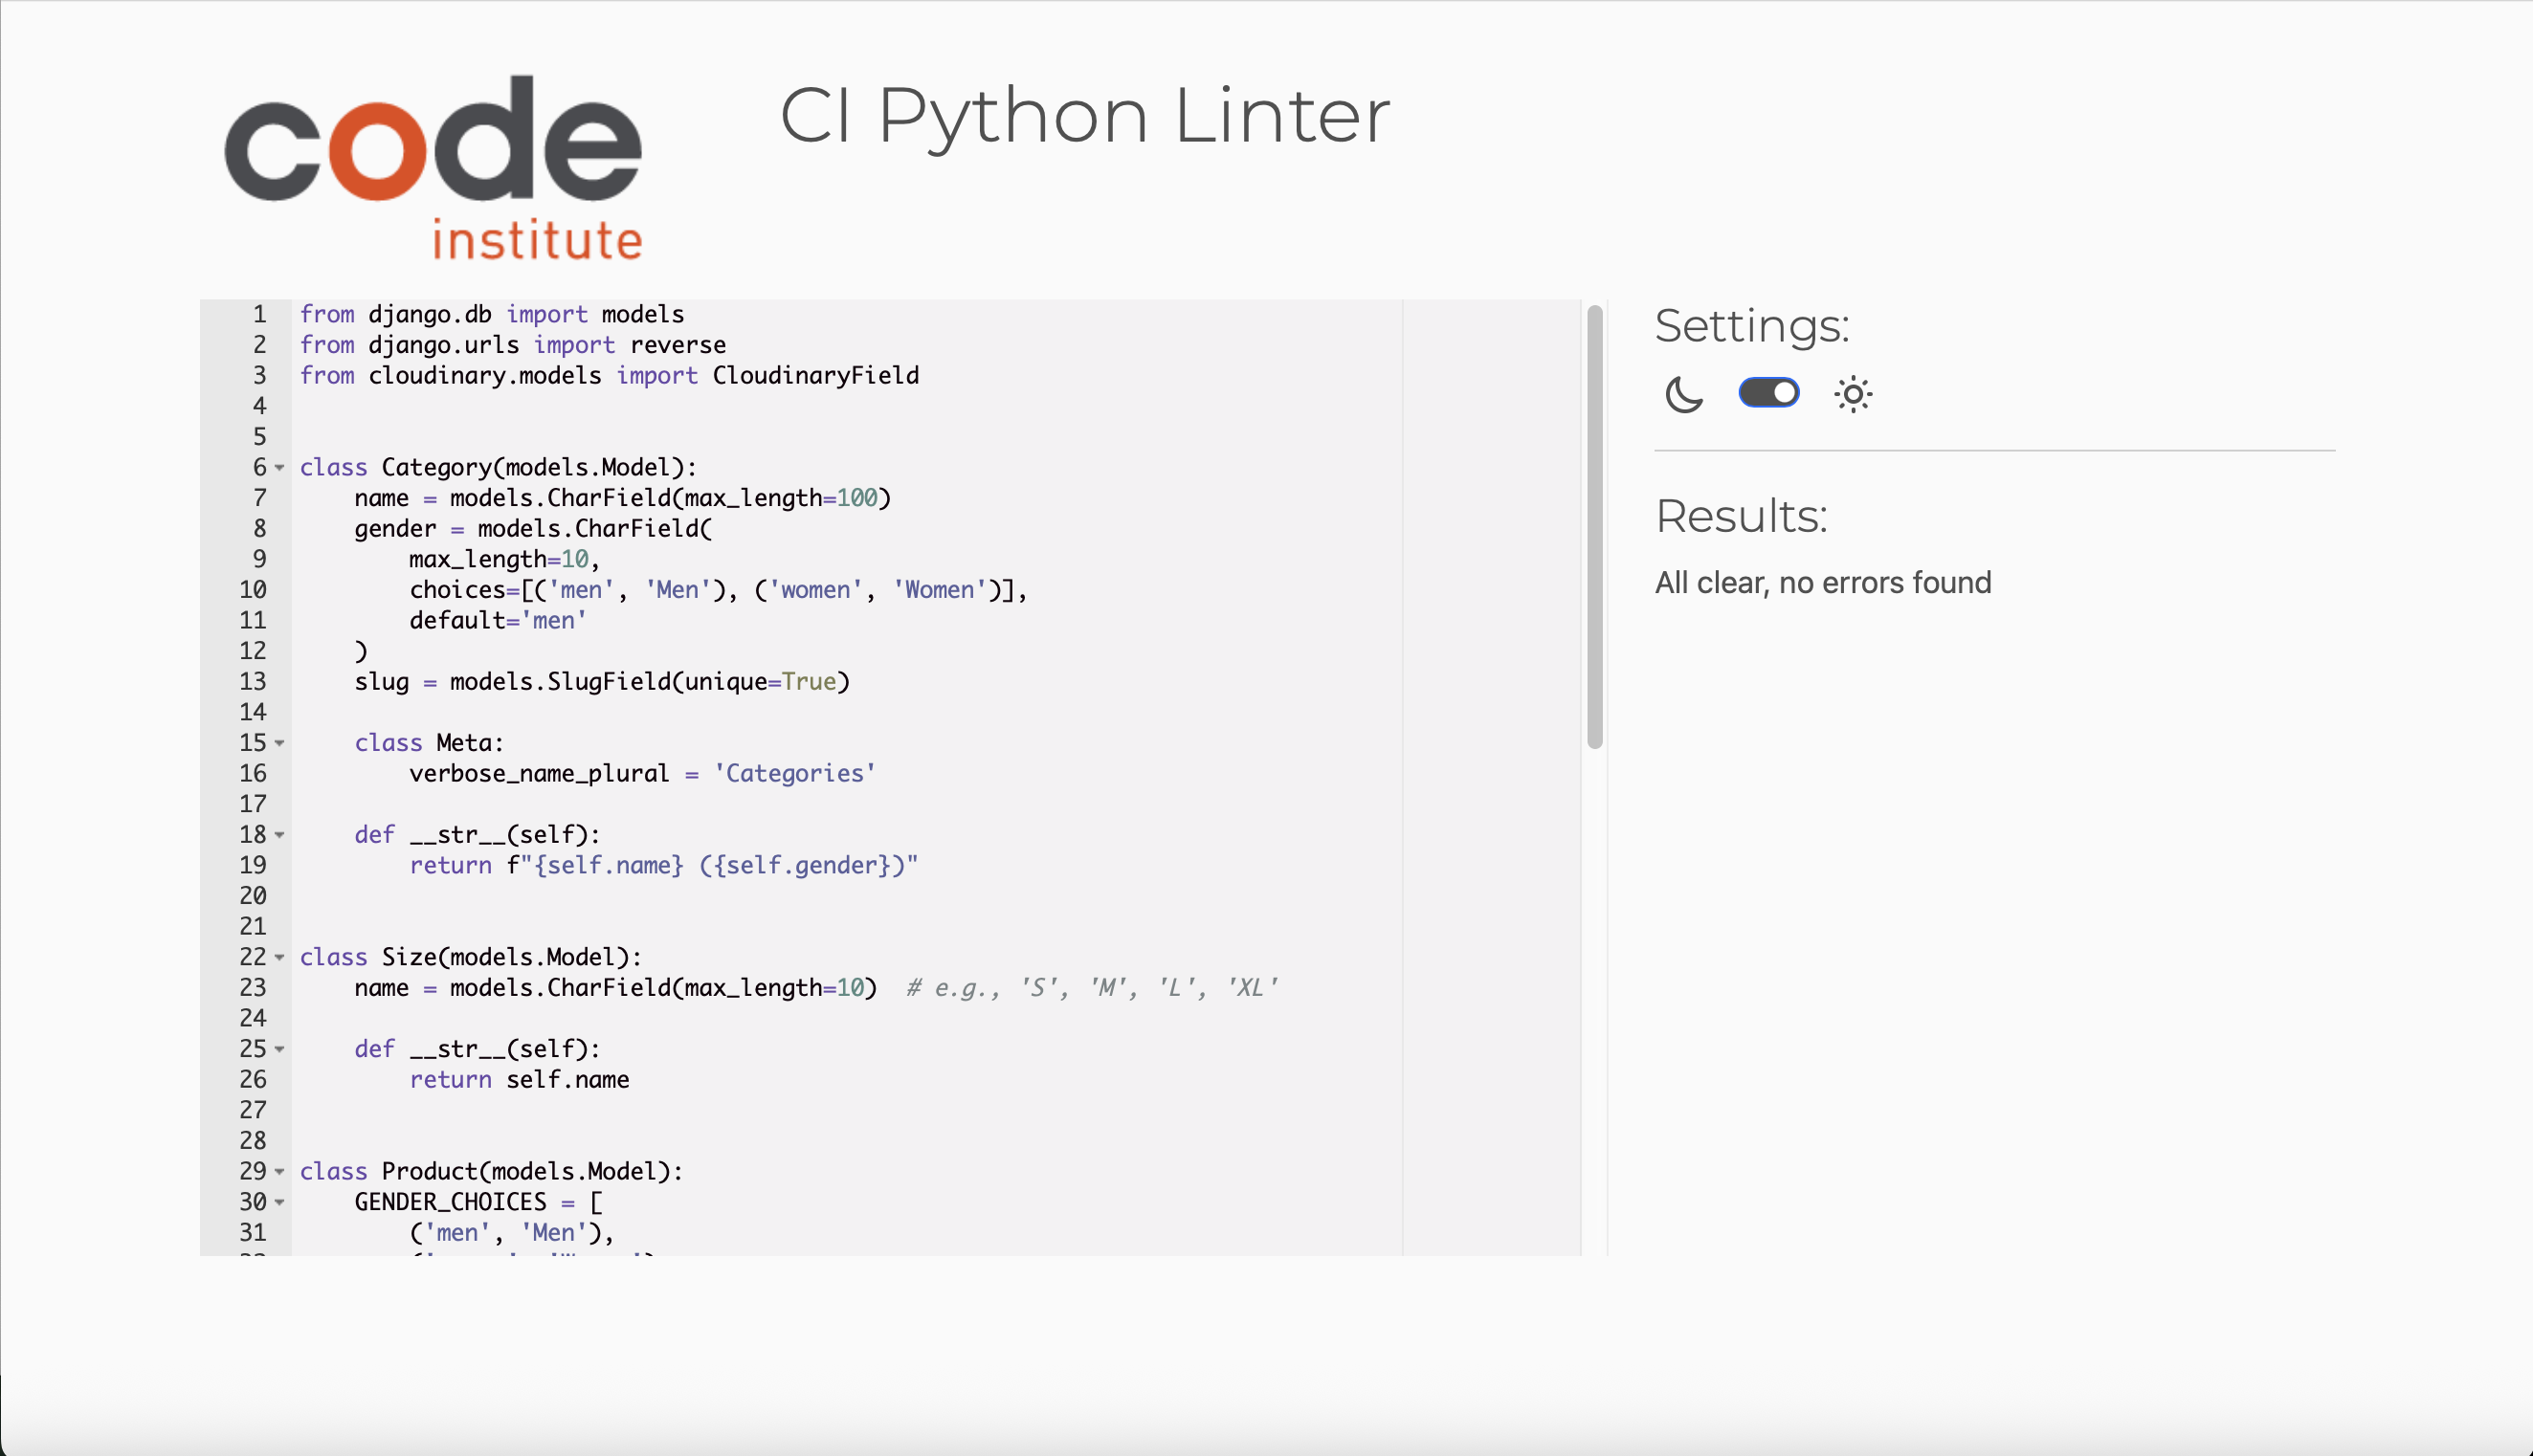 code
institute
CI Python Linter
1 from django.db import models
2 from django.urls import reverse
3 from cloudinary.models import CloudinaryField
4
5
6 class Category(models.Model):
7     name = models.CharField(max_length=100)
8     gender = models.CharField(
9         max_length=10,
10         choices=[('men', 'Men'), ('women', 'Women')],
11         default='men'
12     )
13     slug = models.SlugField(unique=True)
14
15     class Meta:
16         verbose_name_plural = 'Categories'
17
18     def __str__(self):
19         return f"{self.name} ({self.gender})"
20
21
22 class Size(models.Model):
23     name = models.CharField(max_length=10)  # e.g., 'S', 'M', 'L', 'XL'
24
25     def __str__(self):
26         return self.name
27
28
29 class Product(models.Model):
30     GENDER_CHOICES = [
31         ('men', 'Men'),
Settings:
Results:
All clear, no errors found